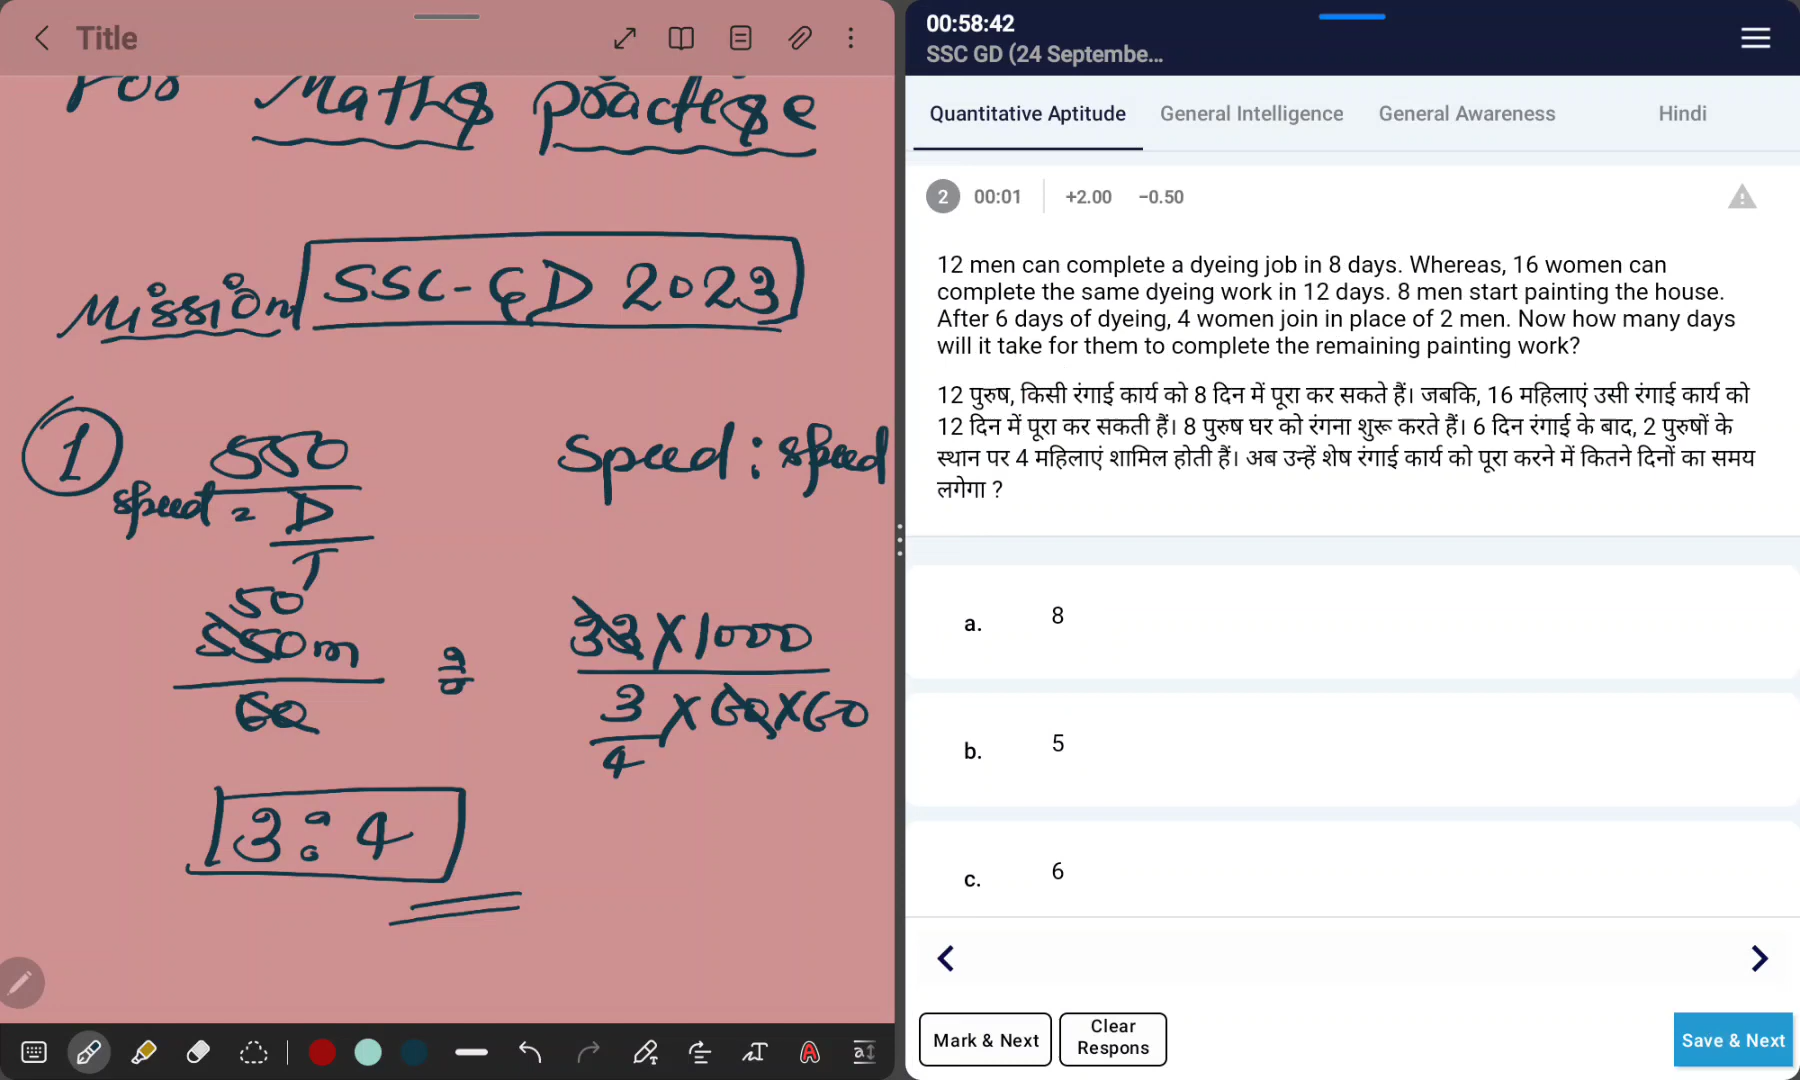 Title
For Maths practise
Mission SSC-GD 2023
1 550
speed = D
T
speed : speed
50
550m
60
:
33 X 1000
3 X 60 X 60
4
3 : 4
00:58:42
SSC GD (24 Septembe...
Quantitative Aptitude General Intelligence General Awareness Hindi
2 00:01 +2.00 −0.50
12 men can complete a dyeing job in 8 days. Whereas, 16 women can
complete the same dyeing work in 12 days. 8 men start painting the house.
After 6 days of dyeing, 4 women join in place of 2 men. Now how many days
will it take for them to complete the remaining painting work?
12 पुरुष, किसी रंगाई कार्य को 8 दिन में पूरा कर सकते हैं। जबकि, 16 महिलाएं उसी रंगाई कार्य को
12 दिन में पूरा कर सकती हैं। 8 पुरुष घर को रंगना शुरू करते हैं। 6 दिन रंगाई के बाद, 2 पुरुषों के
स्थान पर 4 महिलाएं शामिल होती हैं। अब उन्हें शेष रंगाई कार्य को पूरा करने में कितने दिनों का समय
लगेगा ?
a. 8
b. 5
c. 6
Mark & Next
Clear
Respons
Save & Next